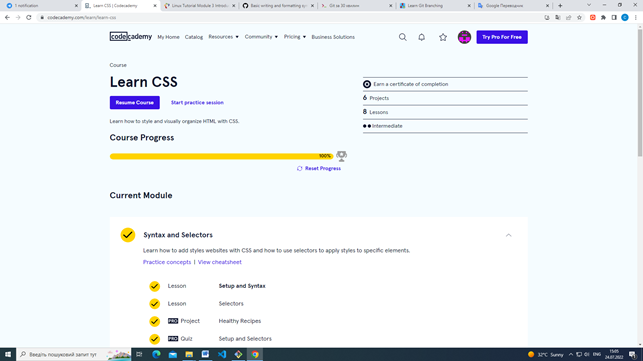 1 notification
Learn CSS | Codecademy
Linux Tutorial Module 3 Introdu
Basic writing and formatting sy
Git за 30 хвилин
Learn Git Branching
Google Переводчик
codecademy.com/learn/learn-css
codecademy
My Home
Catalog
Resources
Community
Pricing
Business Solutions
Try Pro For Free
Course
Learn CSS
Resume Course
Start practice session
Learn how to style and visually organize HTML with CSS.
Earn a certificate of completion
6 Projects
8 Lessons
Intermediate
Course Progress
100%
Reset Progress
Current Module
Syntax and Selectors
Learn how to add styles websites with CSS and how to use selectors to apply styles to specific elements.
Practice concepts | View cheatsheet
Lesson Setup and Syntax
Lesson Selectors
PRO Project Healthy Recipes
PRO Quiz Setup and Selectors
Введіть пошуковий запит тут
32°C Sunny
ENG
15:05
24.07.2022